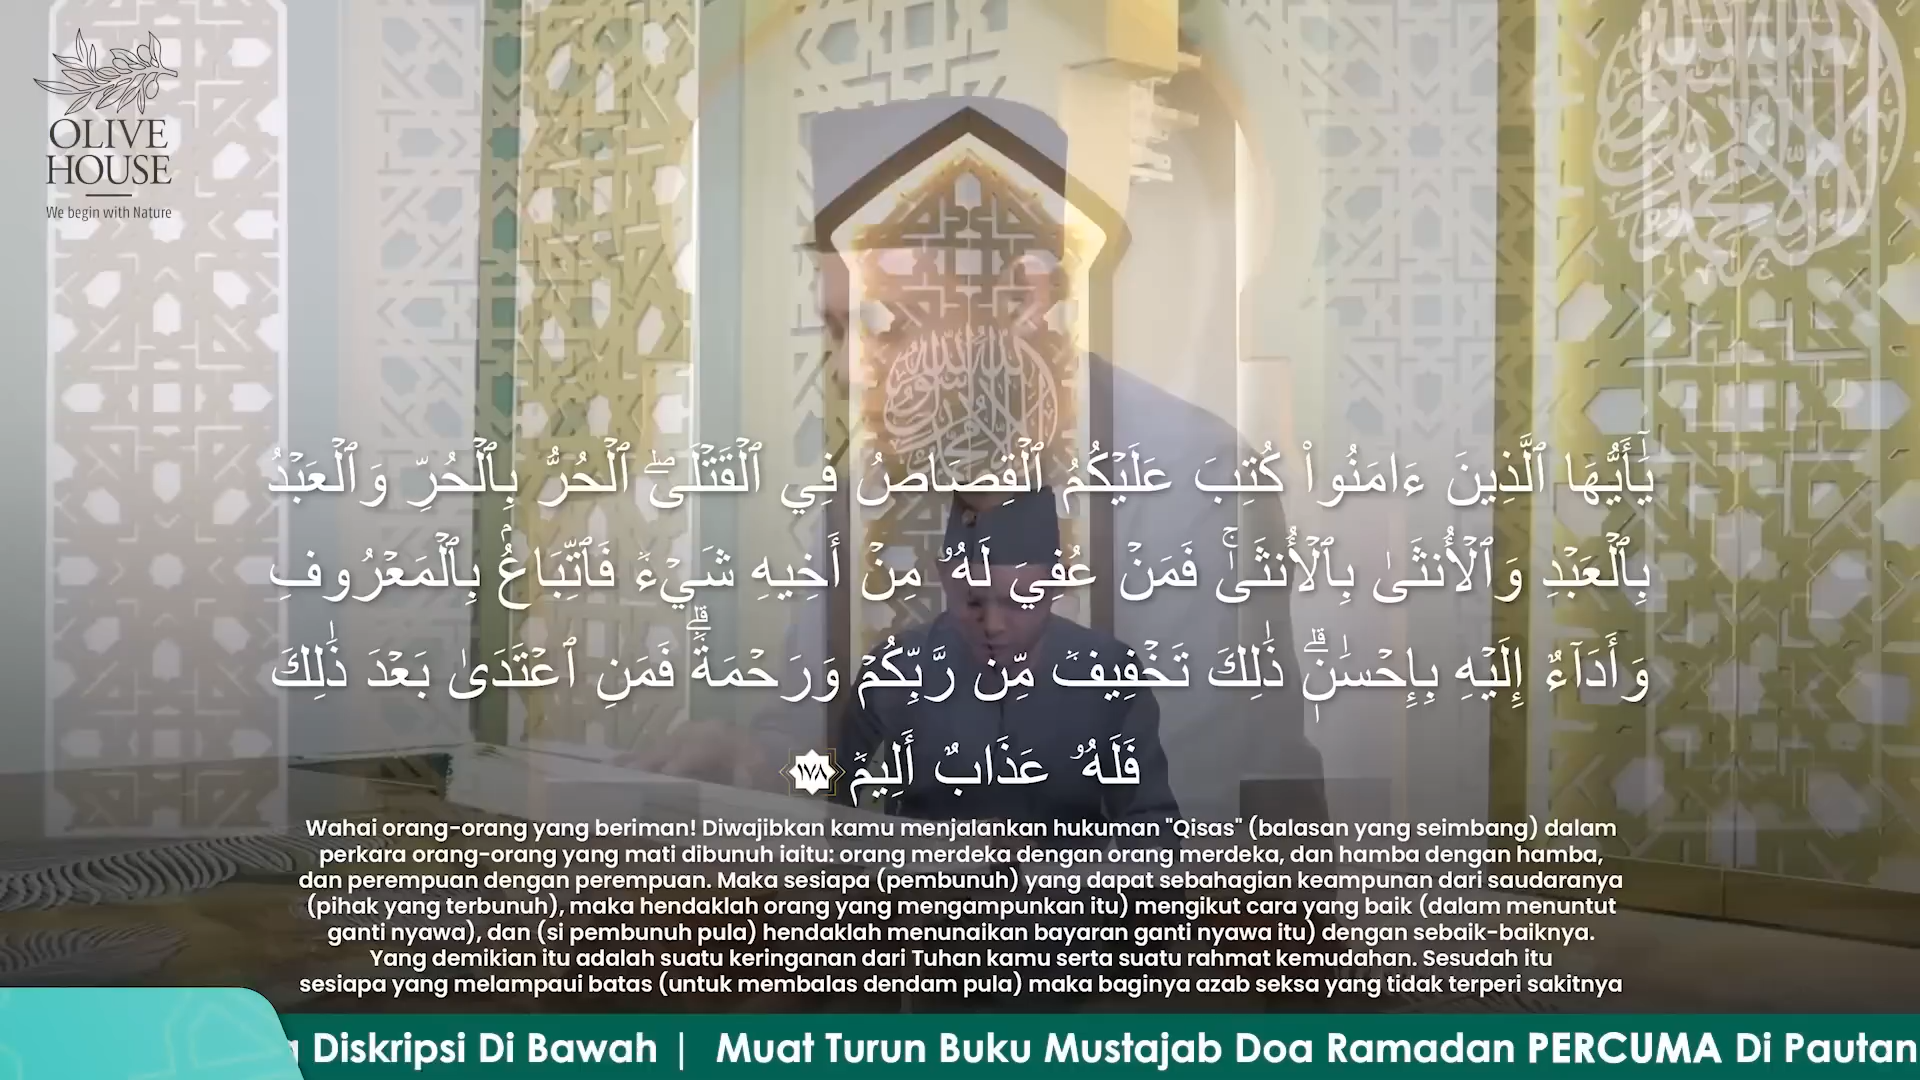 OLIVE
HOUSE
We begin with Nature
يَٰٓأَيُّهَا ٱلَّذِينَ ءَامَنُوا۟ كُتِبَ عَلَيْكُمُ ٱلْقِصَاصُ فِي ٱلْقَتْلَىۖ ٱلْحُرُّ بِٱلْحُرِّ وَٱلْعَبْدُ
بِٱلْعَبْدِ وَٱلْأُنثَىٰ بِٱلْأُنثَىٰۚ فَمَنْ عُفِيَ لَهُۥ مِنْ أَخِيهِ شَيْءٌ فَٱتِّبَاعٌۢ بِٱلْمَعْرُوفِ
وَأَدَآءٌ إِلَيْهِ بِإِحْسَٰنٍۗ ذَٰلِكَ تَخْفِيفٌ مِّن رَّبِّكُمْ وَرَحْمَةٌۗ فَمَنِ ٱعْتَدَىٰ بَعْدَ ذَٰلِكَ
فَلَهُۥ عَذَابٌ أَلِيمٌ ١٧٨
Wahai orang-orang yang beriman! Diwajibkan kamu menjalankan hukuman "Qisas" (balasan yang seimbang) dalam
perkara orang-orang yang mati dibunuh iaitu: orang merdeka dengan orang merdeka, dan hamba dengan hamba,
dan perempuan dengan perempuan. Maka sesiapa (pembunuh) yang dapat sebahagian keampunan dari saudaranya
(pihak yang terbunuh), maka hendaklah orang yang mengampunkan itu) mengikut cara yang baik (dalam menuntut
ganti nyawa), dan (si pembunuh pula) hendaklah menunaikan bayaran ganti nyawa itu) dengan sebaik-baiknya.
Yang demikian itu adalah suatu keringanan dari Tuhan kamu serta suatu rahmat kemudahan. Sesudah itu
sesiapa yang melampaui batas (untuk membalas dendam pula) maka baginya azab seksa yang tidak terperi sakitnya
Diskripsi Di Bawah | Muat Turun Buku Mustajab Doa Ramadan PERCUMA Di Pautan